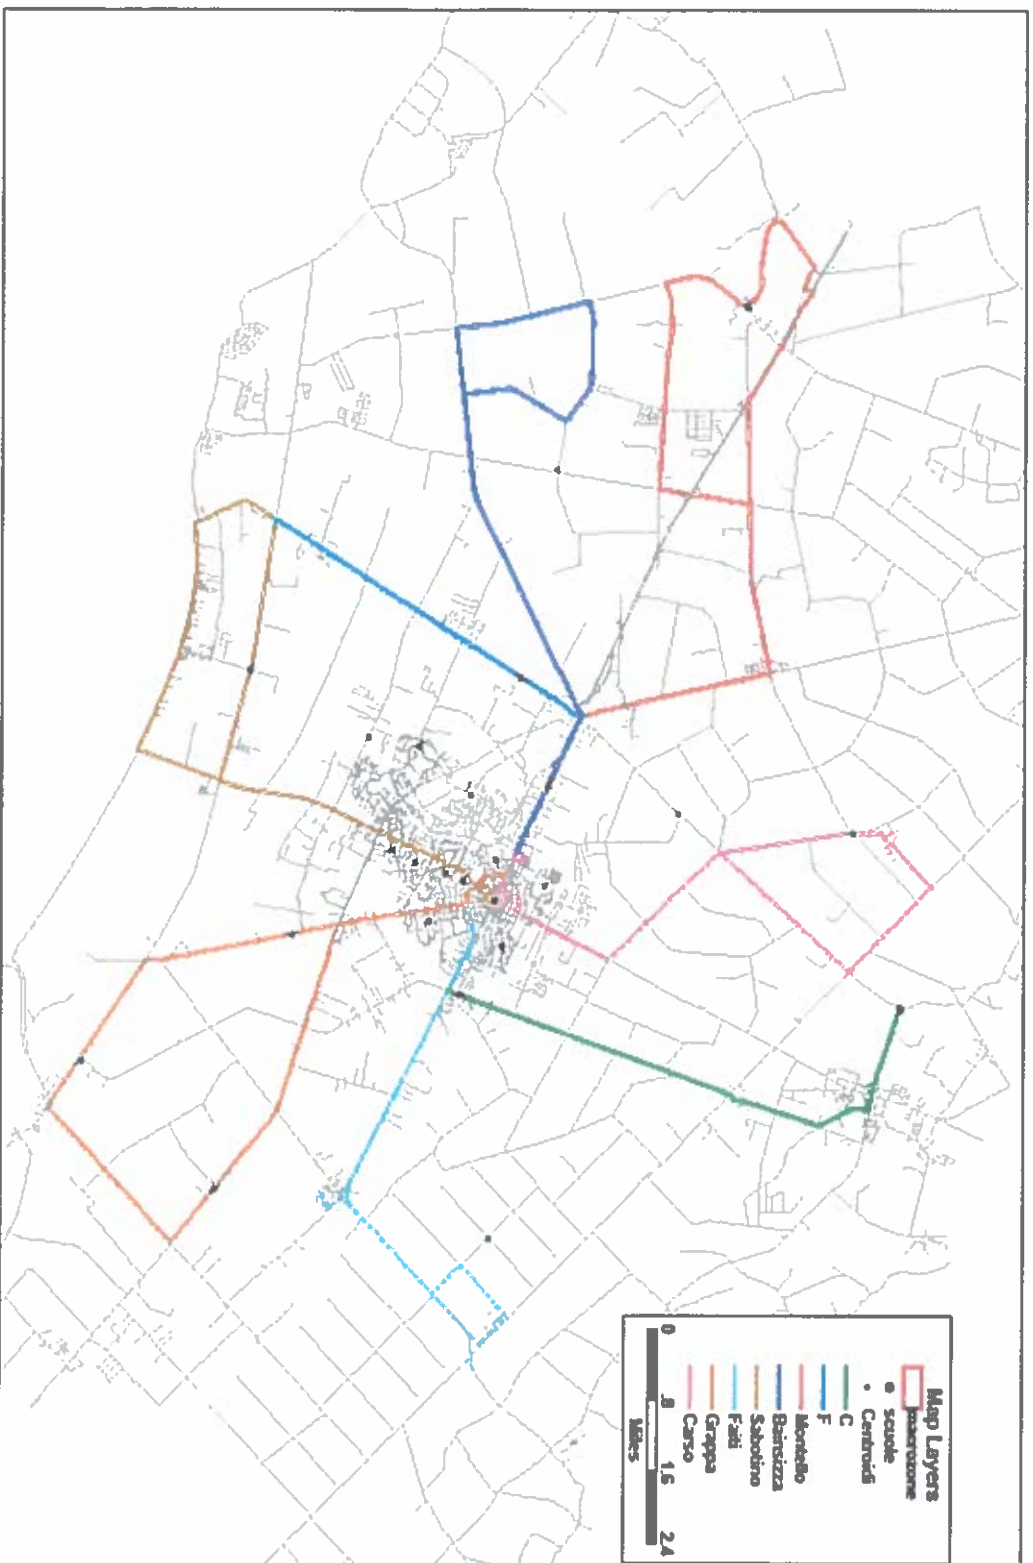 Map Layers
macrozone
scuole
Centroidi
C
F
Montello
Bainsizza
Sabotino
Faiti
Grappa
Carso
0 .8 1.6 2.4
Miles